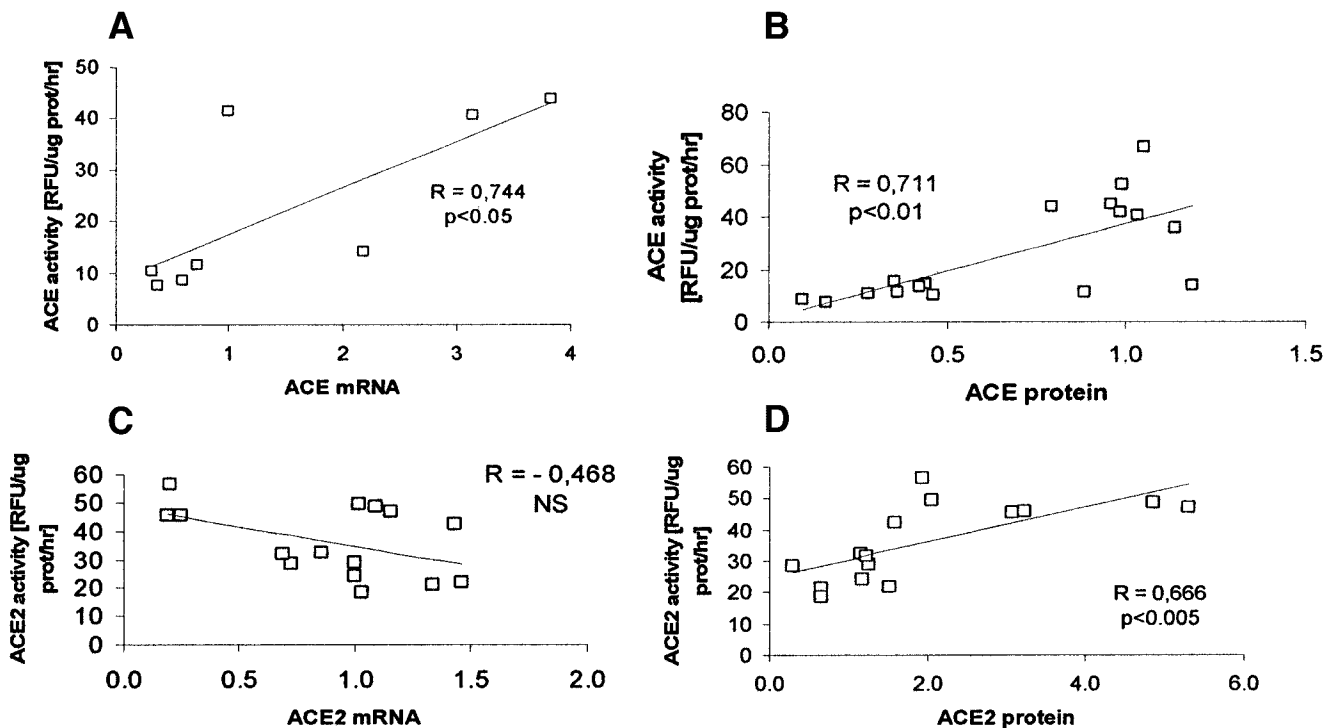 A
ACE activity [RFU/ug prot/hr]
50
40
30
20
10
0
R = 0,744
p<0.05
0 1 2 3 4
ACE mRNA
B
ACE activity
[RFU/ug prot/hr]
80
60
40
20
0
R = 0,711
p<0.01
0.0 0.5 1.0 1.5
ACE protein
C
ACE2 activity [RFU/ug
prot/hr]
60
50
40
30
20
10
0
R = - 0,468
NS
0.0 0.5 1.0 1.5 2.0
ACE2 mRNA
D
ACE2 activity [RFU/ug
prot/hr]
60
50
40
30
20
10
0
R = 0,666
p<0.005
0.0 2.0 4.0 6.0
ACE2 protein